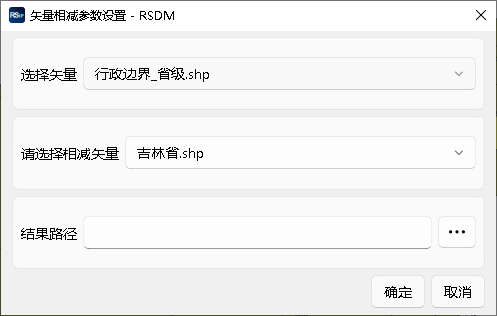 矢量相减参数设置 - RSDM
选择矢量 行政边界_省级.shp
请选择相减矢量 吉林省.shp
结果路径 •••
确定 取消